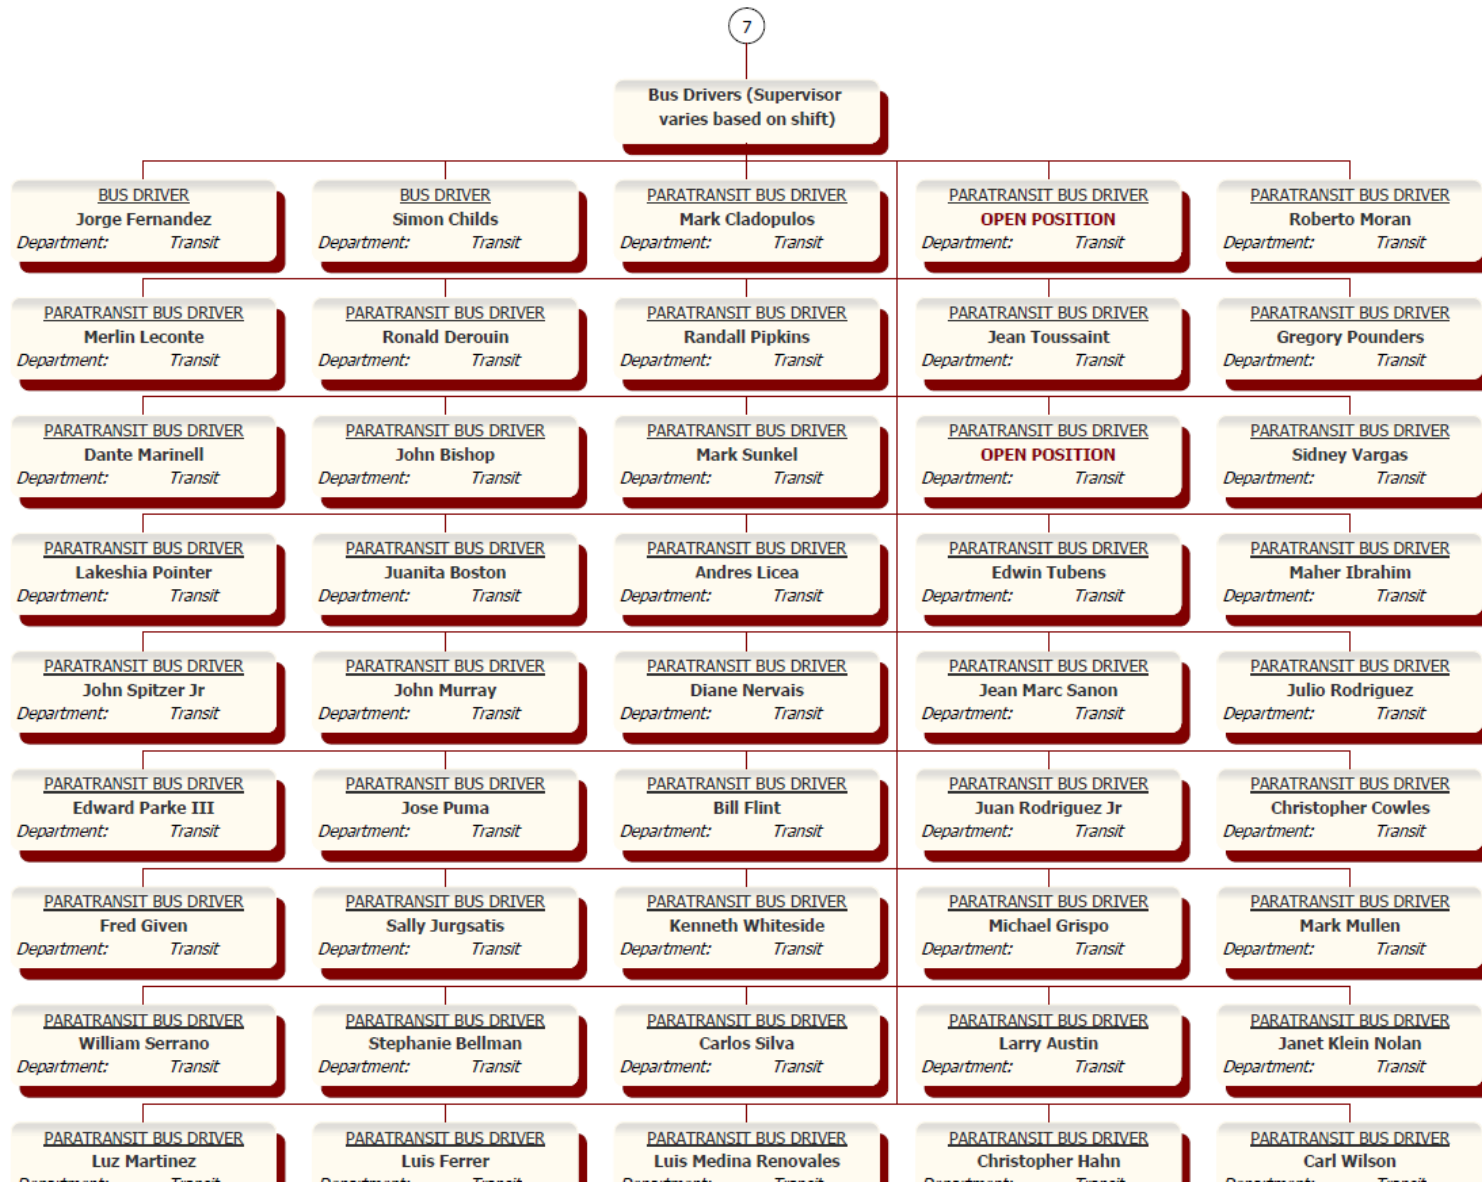 7
Bus Drivers (Supervisor
varies based on shift)
BUS DRIVER
Jorge Fernandez
Department: Transit
BUS DRIVER
Simon Childs
Department: Transit
PARATRANSIT BUS DRIVER
Mark Cladopulos
Department: Transit
PARATRANSIT BUS DRIVER
OPEN POSITION
Department: Transit
PARATRANSIT BUS DRIVER
Roberto Moran
Department: Transit
PARATRANSIT BUS DRIVER
Merlin Leconte
Department: Transit
PARATRANSIT BUS DRIVER
Ronald Derouin
Department: Transit
PARATRANSIT BUS DRIVER
Randall Pipkins
Department: Transit
PARATRANSIT BUS DRIVER
Jean Toussaint
Department: Transit
PARATRANSIT BUS DRIVER
Gregory Pounders
Department: Transit
PARATRANSIT BUS DRIVER
Dante Marinell
Department: Transit
PARATRANSIT BUS DRIVER
John Bishop
Department: Transit
PARATRANSIT BUS DRIVER
Mark Sunkel
Department: Transit
PARATRANSIT BUS DRIVER
OPEN POSITION
Department: Transit
PARATRANSIT BUS DRIVER
Sidney Vargas
Department: Transit
PARATRANSIT BUS DRIVER
Lakeshia Pointer
Department: Transit
PARATRANSIT BUS DRIVER
Juanita Boston
Department: Transit
PARATRANSIT BUS DRIVER
Andres Licea
Department: Transit
PARATRANSIT BUS DRIVER
Edwin Tubens
Department: Transit
PARATRANSIT BUS DRIVER
Maher Ibrahim
Department: Transit
PARATRANSIT BUS DRIVER
John Spitzer Jr
Department: Transit
PARATRANSIT BUS DRIVER
John Murray
Department: Transit
PARATRANSIT BUS DRIVER
Diane Nervais
Department: Transit
PARATRANSIT BUS DRIVER
Jean Marc Sanon
Department: Transit
PARATRANSIT BUS DRIVER
Julio Rodriguez
Department: Transit
PARATRANSIT BUS DRIVER
Edward Parke III
Department: Transit
PARATRANSIT BUS DRIVER
Jose Puma
Department: Transit
PARATRANSIT BUS DRIVER
Bill Flint
Department: Transit
PARATRANSIT BUS DRIVER
Juan Rodriguez Jr
Department: Transit
PARATRANSIT BUS DRIVER
Christopher Cowles
Department: Transit
PARATRANSIT BUS DRIVER
Fred Given
Department: Transit
PARATRANSIT BUS DRIVER
Sally Jurgsatis
Department: Transit
PARATRANSIT BUS DRIVER
Kenneth Whiteside
Department: Transit
PARATRANSIT BUS DRIVER
Michael Grispo
Department: Transit
PARATRANSIT BUS DRIVER
Mark Mullen
Department: Transit
PARATRANSIT BUS DRIVER
William Serrano
Department: Transit
PARATRANSIT BUS DRIVER
Stephanie Bellman
Department: Transit
PARATRANSIT BUS DRIVER
Carlos Silva
Department: Transit
PARATRANSIT BUS DRIVER
Larry Austin
Department: Transit
PARATRANSIT BUS DRIVER
Janet Klein Nolan
Department: Transit
PARATRANSIT BUS DRIVER
Luz Martinez
Department: Transit
PARATRANSIT BUS DRIVER
Luis Ferrer
Department: Transit
PARATRANSIT BUS DRIVER
Luis Medina Renovales
Department: Transit
PARATRANSIT BUS DRIVER
Christopher Hahn
Department: Transit
PARATRANSIT BUS DRIVER
Carl Wilson
Department: Transit